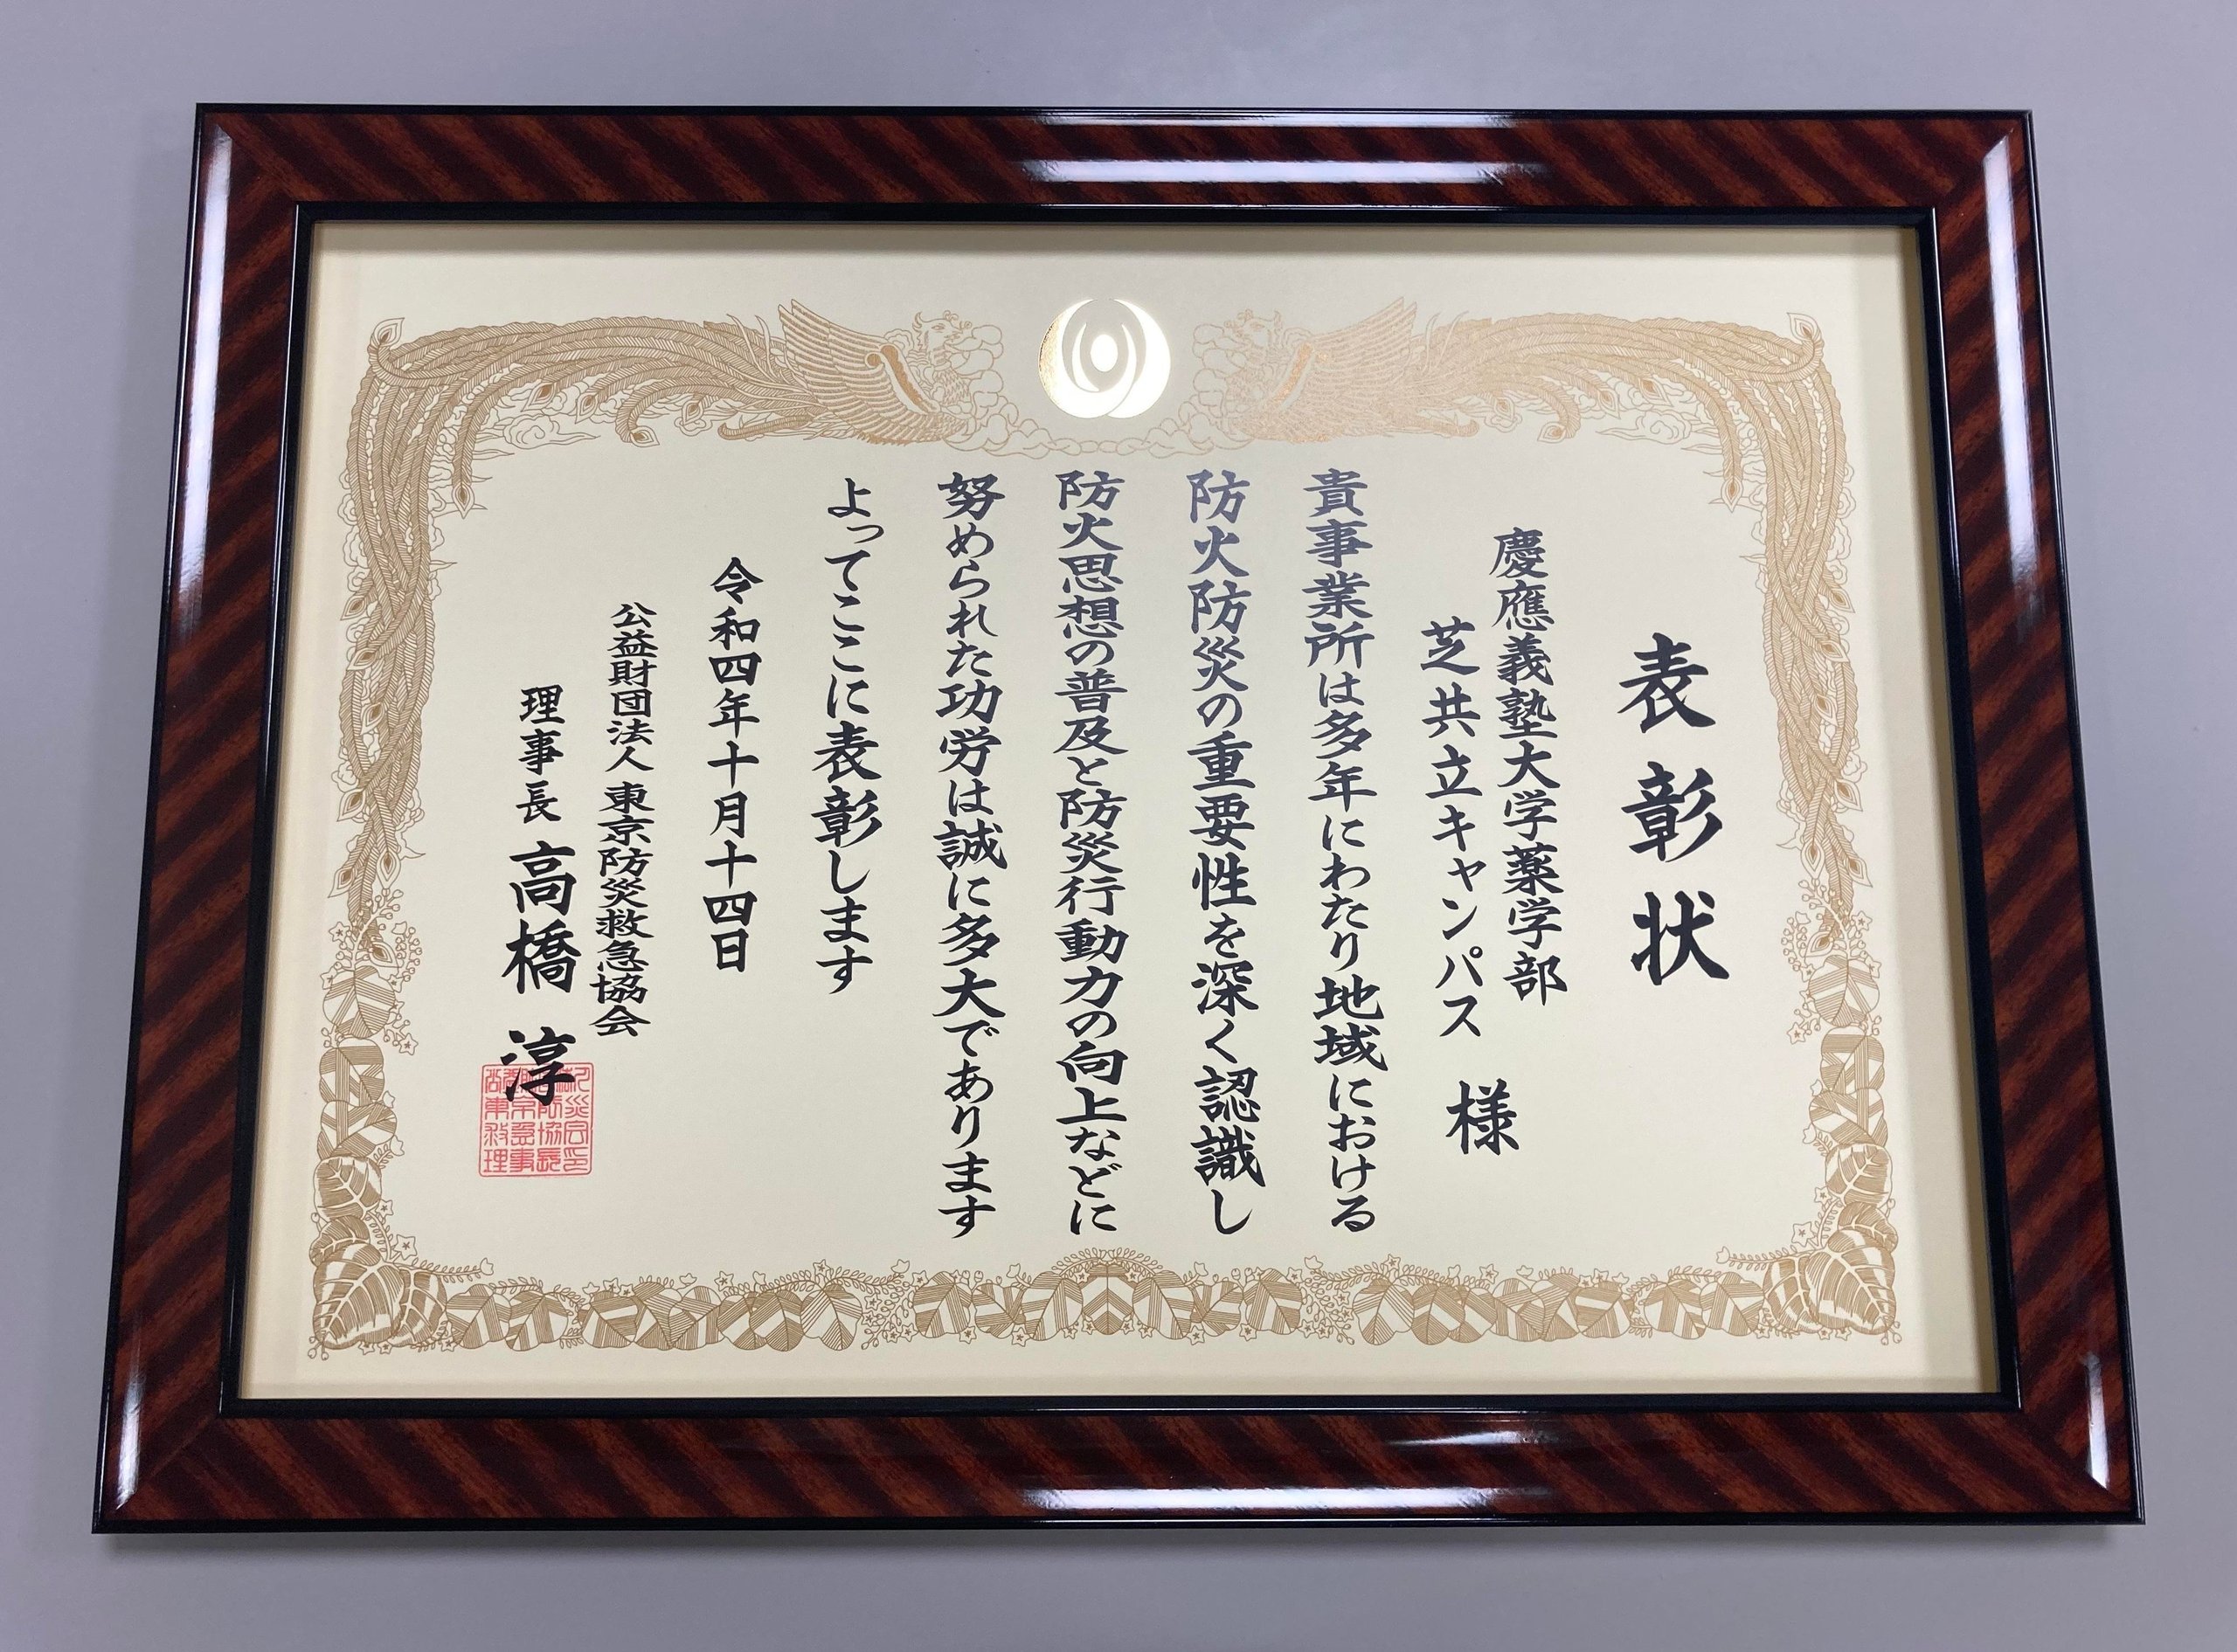 表彰状
慶應義塾大学薬学部
芝共立キャンパス 様
貴事業所は多年にわたり地域における
防火防災の重要性を深く認識し
防火思想の普及と防災行動力の向上などに
努められた功労は誠に多大であります
よってここに表彰します
令和四年十月十四日
公益財団法人 東京防災救急協会
理事長 高橋 淳